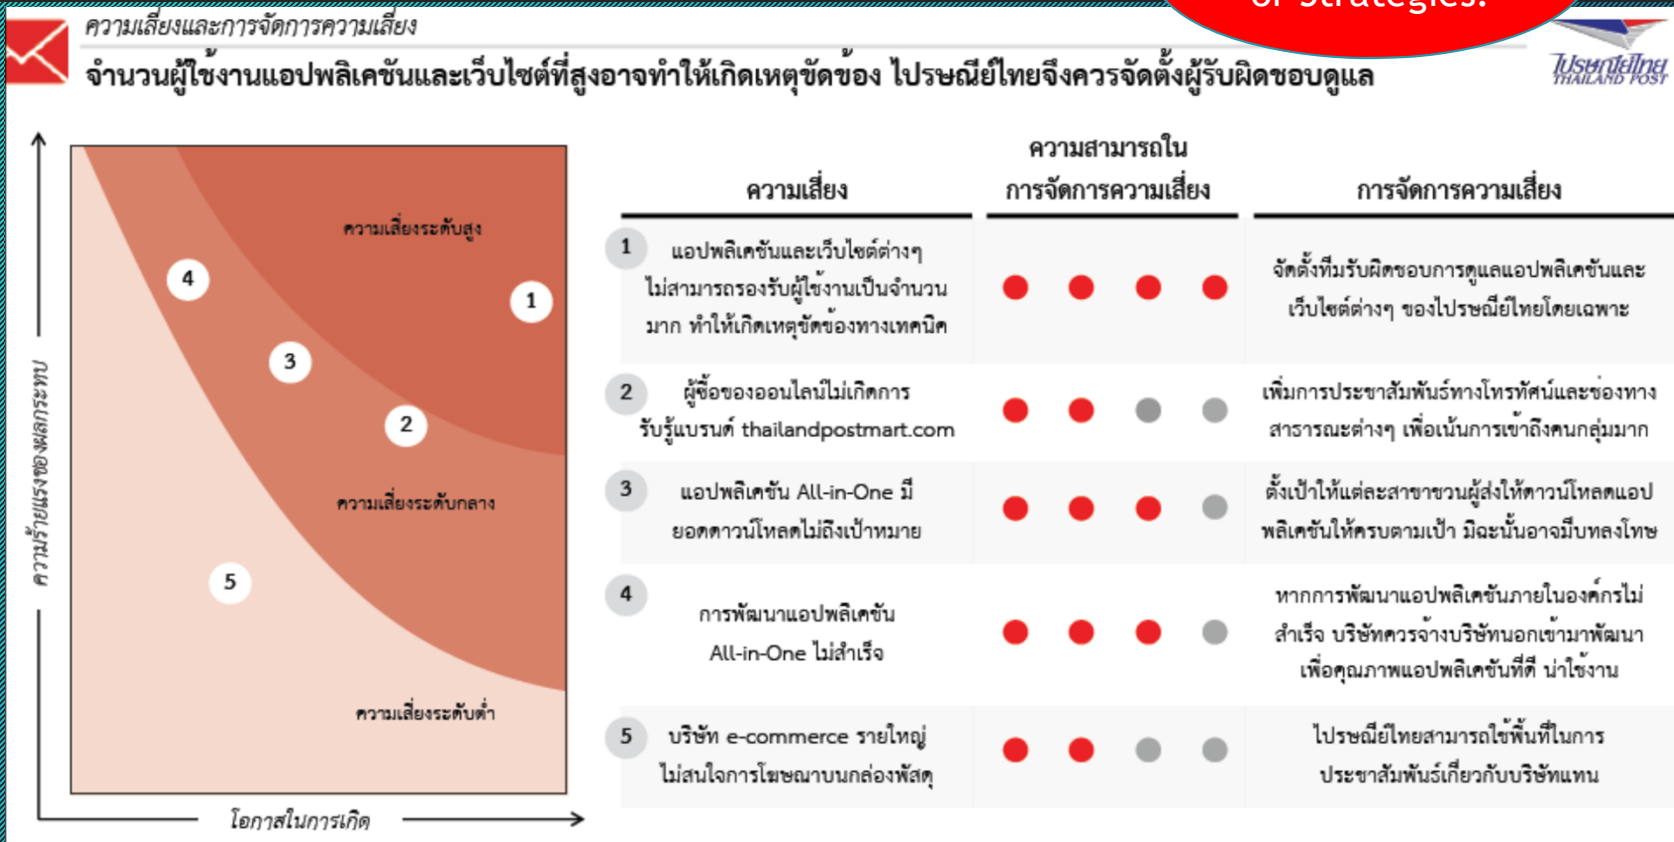 or Strategies.
ความเสี่ยงและการจัดการความเสี่ยง
จำนวนผู้ใช้งานแอปพลิเคชันและเว็บไซต์ที่สูงอาจทำให้เกิดเหตุขัดข้อง ไปรษณีย์ไทยจึงควรจัดตั้งผู้รับผิดชอบดูแล
ไปรษณีย์ไทย
THAILAND POST
ความร้ายแรงของผลกระทบ
ความเสี่ยงระดับสูง
4
1
3
2
ความเสี่ยงระดับกลาง
5
ความเสี่ยงระดับต่ำ
โอกาสในการเกิด
ความเสี่ยง
ความสามารถใน
การจัดการความเสี่ยง
การจัดการความเสี่ยง
1
แอปพลิเคชันและเว็บไซต์ต่างๆ
ไม่สามารถรองรับผู้ใช้งานเป็นจำนวน
มาก ทำให้เกิดเหตุขัดข้องทางเทคนิค
จัดตั้งทีมรับผิดชอบการดูแลแอปพลิเคชันและ
เว็บไซต์ต่างๆ ของไปรษณีย์ไทยโดยเฉพาะ
2
ผู้ซื้อของออนไลน์ไม่เกิดการ
รับรู้แบรนด์ thailandpostmart.com
เพิ่มการประชาสัมพันธ์ทางโทรทัศน์และช่องทาง
สาธารณะต่างๆ เพื่อเน้นการเข้าถึงคนกลุ่มมาก
3
แอปพลิเคชัน All-in-One มี
ยอดดาวน์โหลดไม่ถึงเป้าหมาย
ตั้งเป้าให้แต่ละสาขาชวนผู้ส่งให้ดาวน์โหลดแอป
พลิเคชันให้ครบตามเป้า มิฉะนั้นอาจมีบทลงโทษ
4
การพัฒนาแอปพลิเคชัน
All-in-One ไม่สำเร็จ
หากการพัฒนาแอปพลิเคชันภายในองค์กรไม่
สำเร็จ บริษัทควรจ้างบริษัทนอกเข้ามาพัฒนา
เพื่อคุณภาพแอปพลิเคชันที่ดี น่าใช้งาน
5
บริษัท e-commerce รายใหญ่
ไม่สนใจการโฆษณาบนกล่องพัสดุ
ไปรษณีย์ไทยสามารถใช้พื้นที่ในการ
ประชาสัมพันธ์เกี่ยวกับบริษัทแทน